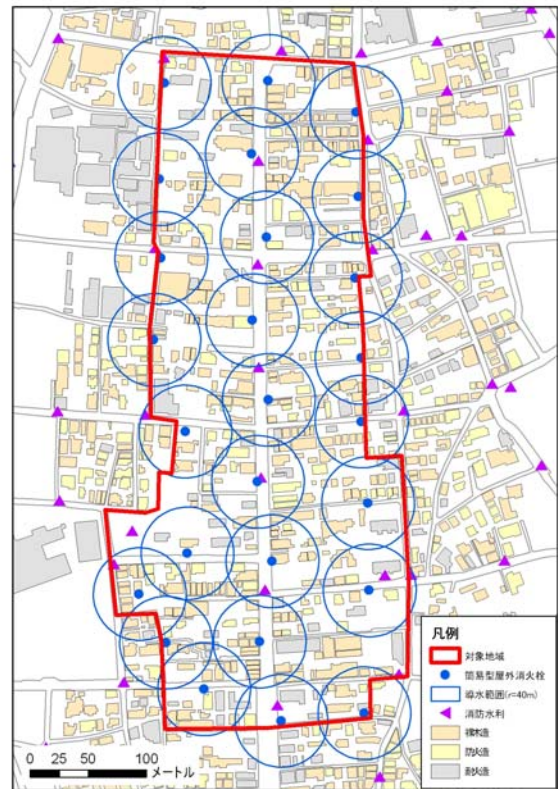 凡例
対象地域
簡易型屋外消火栓
導水範囲(r=40m)
消防水利
裸木造
防火造
耐火造
0 25 50 100 メートル